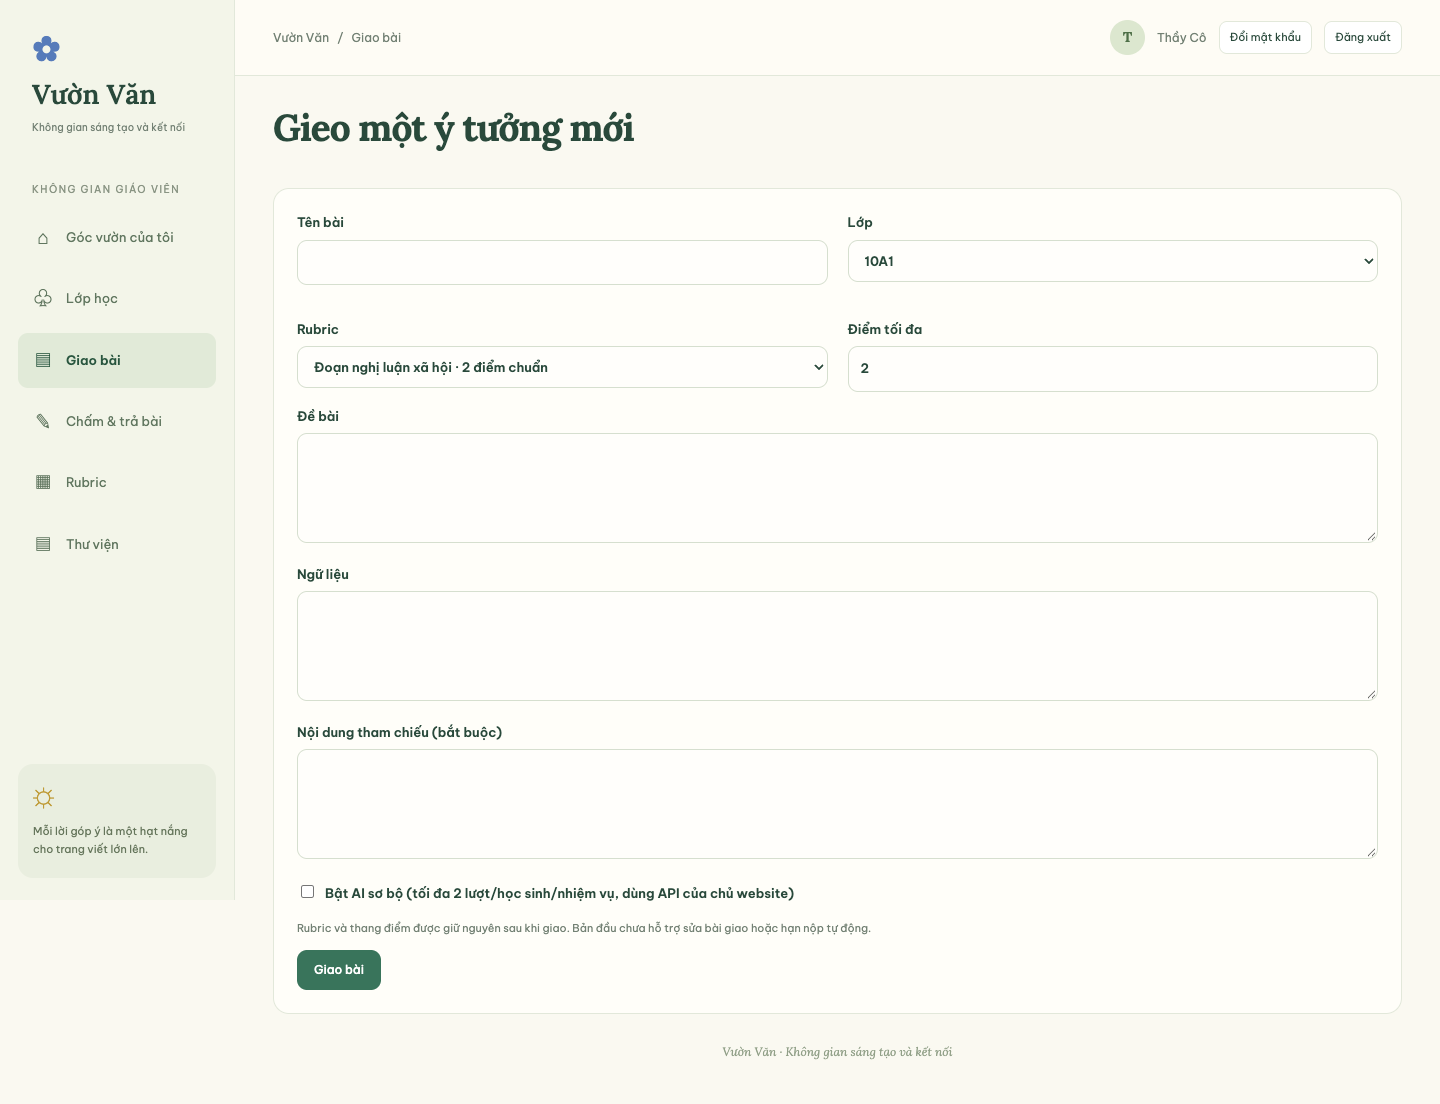 Vườn Văn
Không gian sáng tạo và kết nối
KHÔNG GIAN GIÁO VIÊN
Góc vườn của tôi
Lớp học
Giao bài
Chấm & trả bài
Rubric
Thư viện
Mỗi lời góp ý là một hạt nắng
cho trang viết lớn lên.
Vườn Văn / Giao bài
T Thầy Cô Đổi mật khẩu Đăng xuất
Gieo một ý tưởng mới
Tên bài
Lớp
10A1
Rubric
Đoạn nghị luận xã hội · 2 điểm chuẩn
Điểm tối đa
2
Đề bài
Ngữ liệu
Nội dung tham chiếu (bắt buộc)
Bật AI sơ bộ (tối đa 2 lượt/học sinh/nhiệm vụ, dùng API của chủ website)
Rubric và thang điểm được giữ nguyên sau khi giao. Bản đầu chưa hỗ trợ sửa bài giao hoặc hạn nộp tự động.
Giao bài
Vườn Văn · Không gian sáng tạo và kết nối